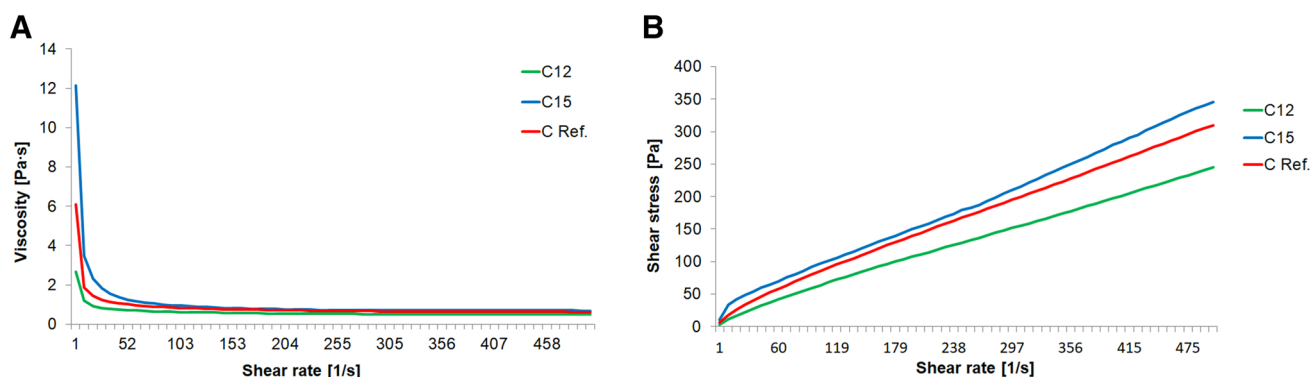 A
14
12
10
8
6
4
2
0
Viscosity [Pa·s]
C12
C15
C Ref.
1 52 103 153 204 255 305 356 407 458
Shear rate [1/s]
B
400
350
300
250
200
150
100
50
0
Shear stress [Pa]
C12
C15
C Ref.
1 60 119 179 238 297 356 415 475
Shear rate [1/s]